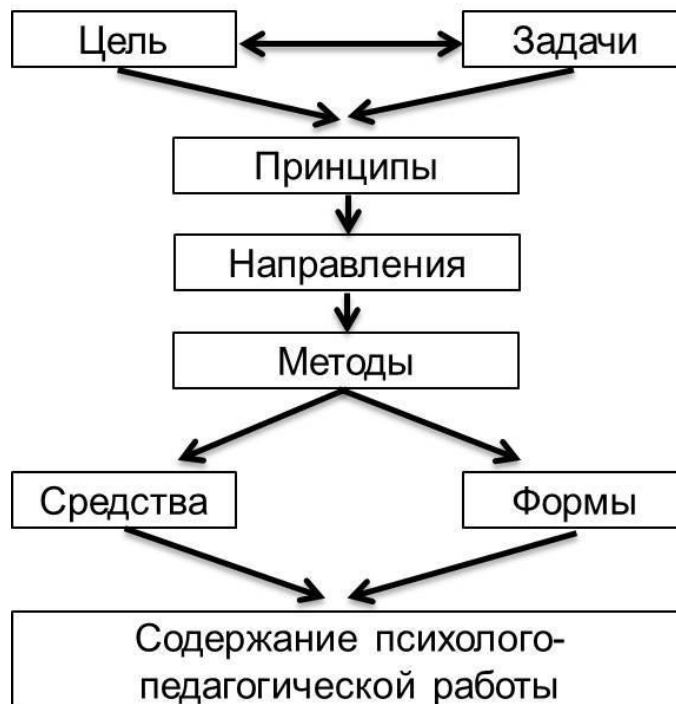 Цель
Задачи
Принципы
Направления
Методы
Средства
Формы
Содержание психолого-
педагогической работы